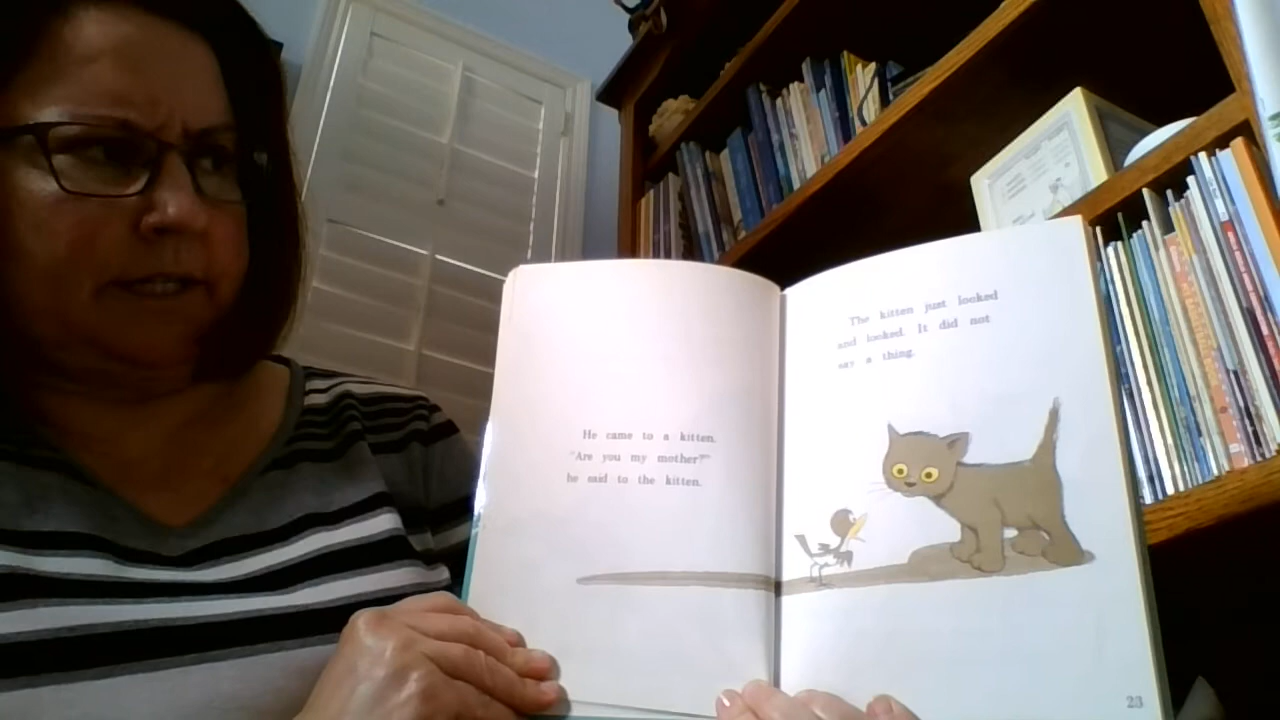 He came to a kitten.
"Are you my mother?"
he said to the kitten.
The kitten just looked
and looked. It did not
say a thing.
23